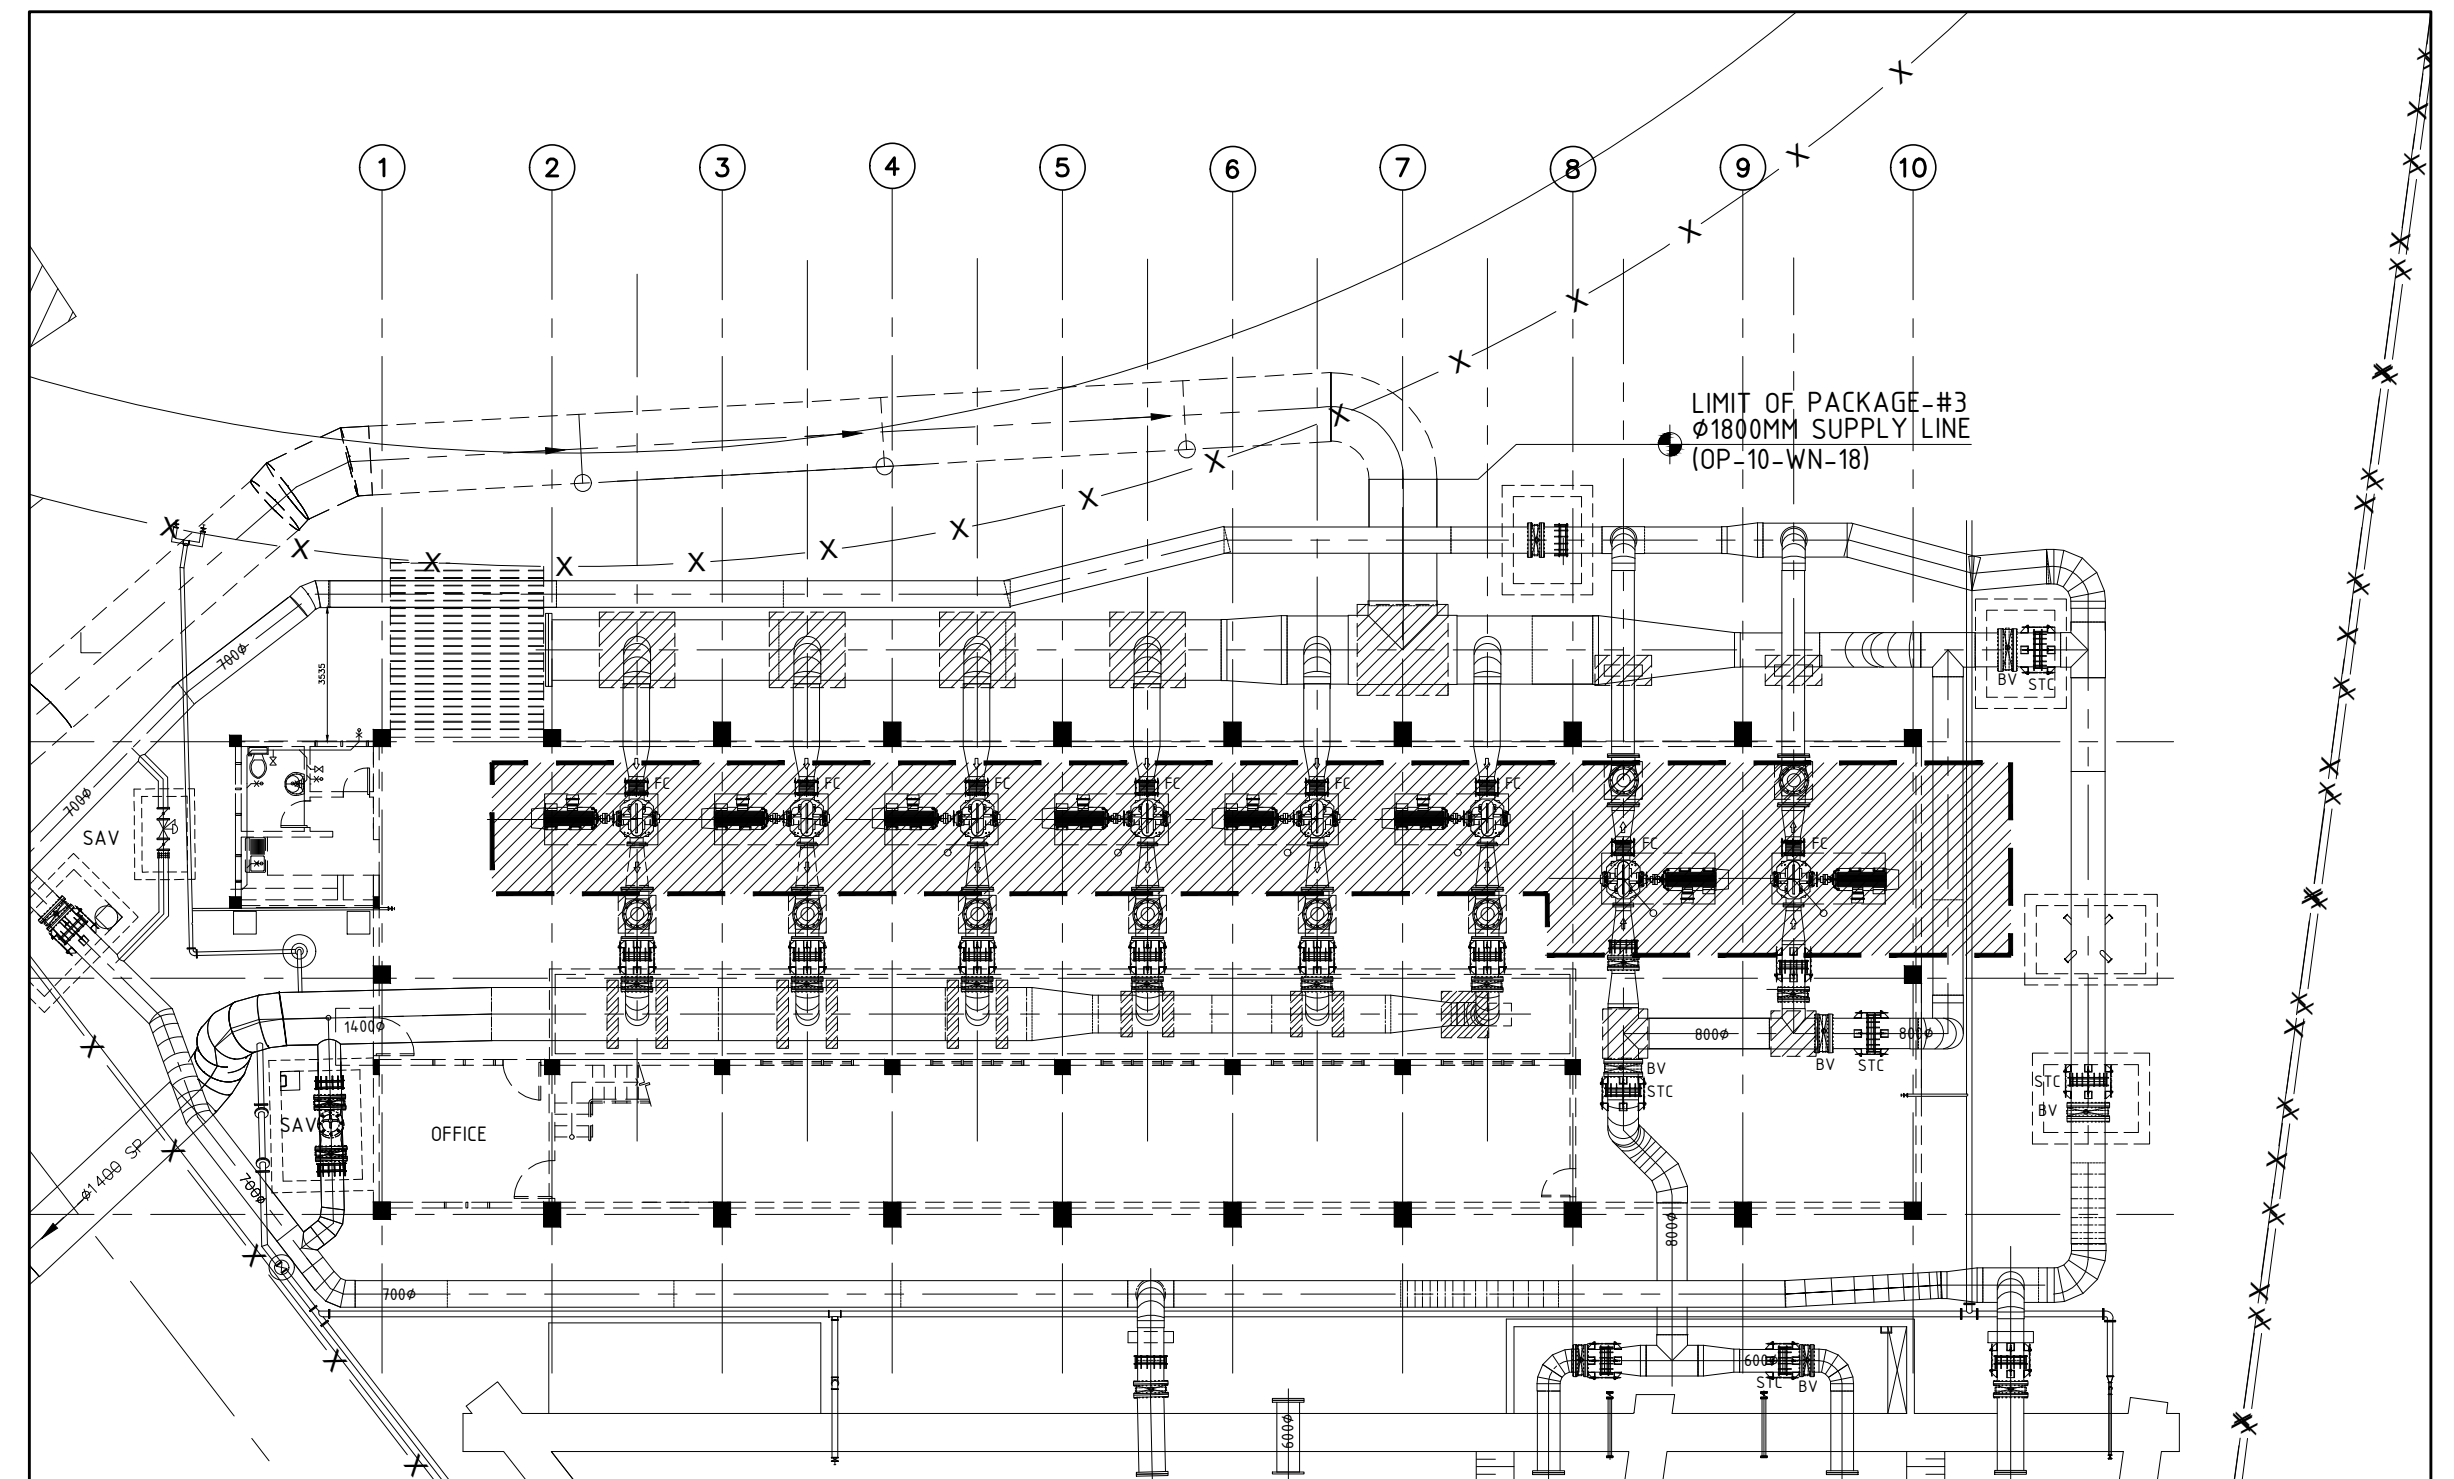 1
2
3
4
5
6
7
8
9
10
LIMIT OF PACKAGE-#3
Ø1800MM SUPPLY LINE
(OP-10-WN-18)
700Ø
3535
BV
STC
700Ø
SAV
FC
FC
FC
FC
FC
FC
FC
FC
1400Ø
800Ø
800Ø
BV
STC
BV
STC
STC
BV
SAV
OFFICE
Ø1400 SP
700Ø
800Ø
700Ø
600Ø
STC
BV
600Ø